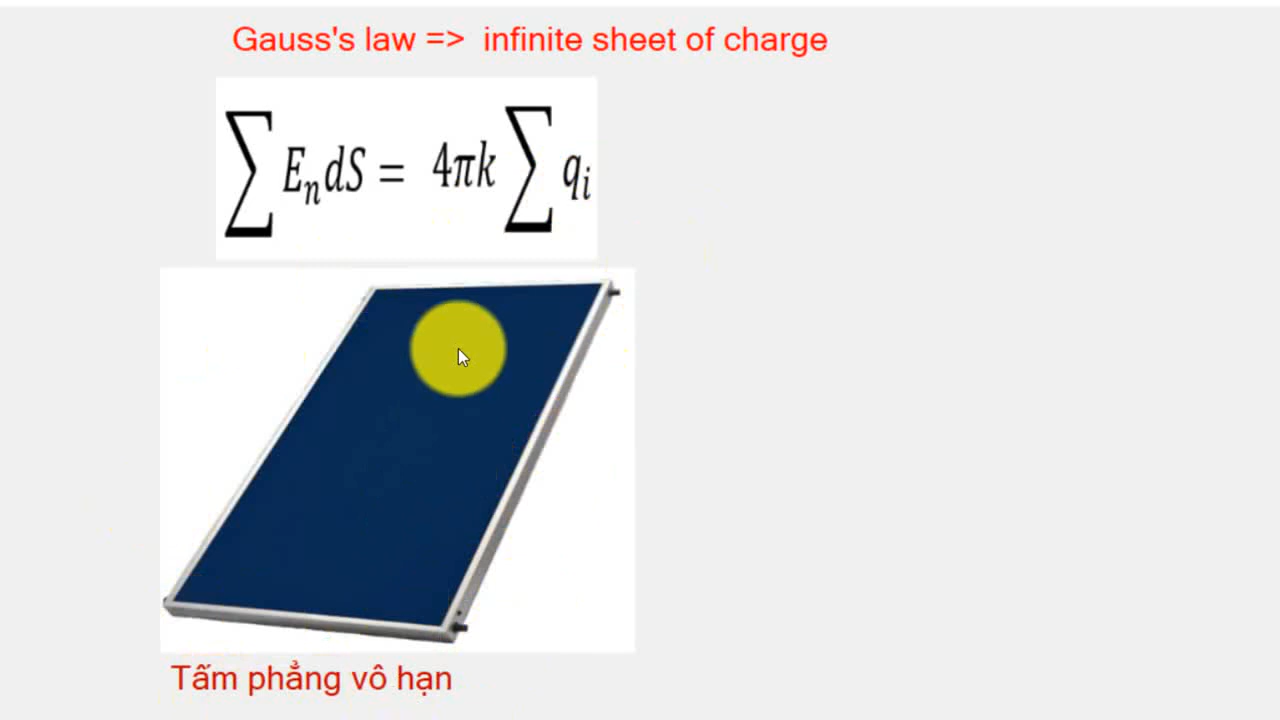 Gauss's law => infinite sheet of charge
∑ EₙdS = 4πk ∑ qᵢ
Tấm phẳng vô hạn